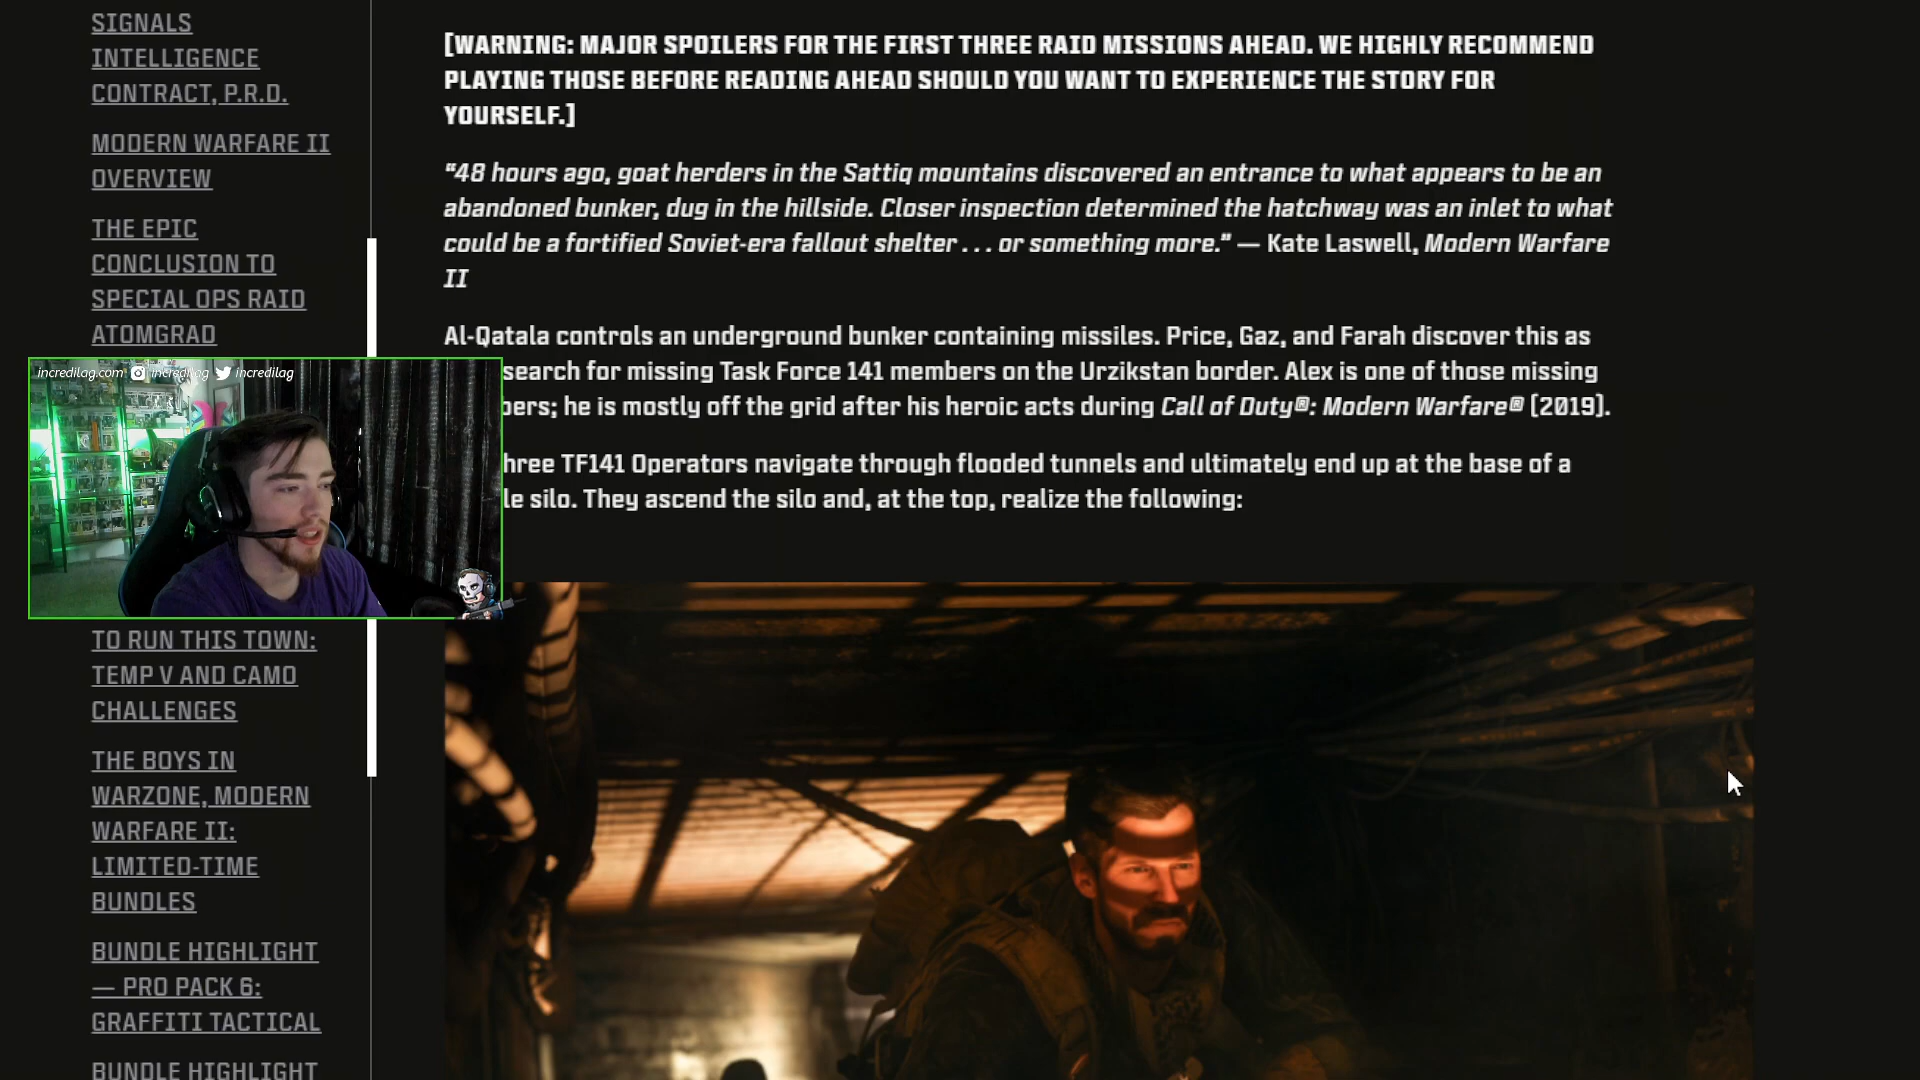 SIGNALS
INTELLIGENCE
CONTRACT, P.R.D.
MODERN WARFARE II
OVERVIEW
THE EPIC
CONCLUSION TO
SPECIAL OPS RAID
ATOMGRAD
TO RUN THIS TOWN:
TEMP V AND CAMO
CHALLENGES
THE BOYS IN
WARZONE, MODERN
WARFARE II:
LIMITED-TIME
BUNDLES
BUNDLE HIGHLIGHT
— PRO PACK 6:
GRAFFITI TACTICAL
BUNDLE HIGHLIGHT
[WARNING: MAJOR SPOILERS FOR THE FIRST THREE RAID MISSIONS AHEAD. WE HIGHLY RECOMMEND
PLAYING THOSE BEFORE READING AHEAD SHOULD YOU WANT TO EXPERIENCE THE STORY FOR
YOURSELF.]
"48 hours ago, goat herders in the Sattiq mountains discovered an entrance to what appears to be an
abandoned bunker, dug in the hillside. Closer inspection determined the hatchway was an inlet to what
could be a fortified Soviet-era fallout shelter . . . or something more." — Kate Laswell, Modern Warfare
II
Al-Qatala controls an underground bunker containing missiles. Price, Gaz, and Farah discover this as
search for missing Task Force 141 members on the Urzikstan border. Alex is one of those missing
bers; he is mostly off the grid after his heroic acts during Call of Duty®: Modern Warfare® (2019).
hree TF141 Operators navigate through flooded tunnels and ultimately end up at the base of a
le silo. They ascend the silo and, at the top, realize the following:
incredilag.com incredilag incredilag